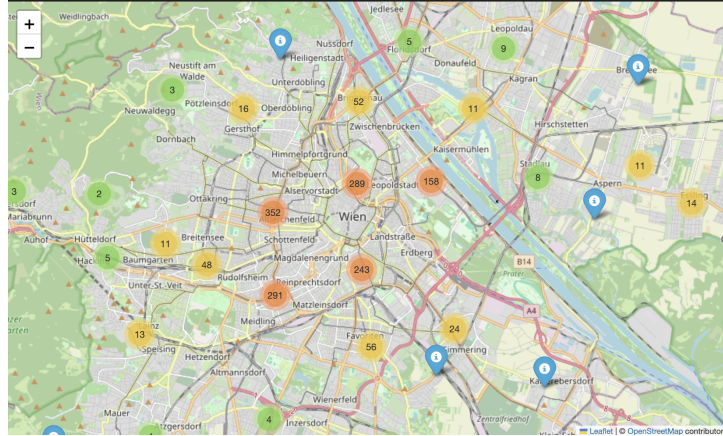 Jedlesee
Weidlingbach
Leopoldau
+
Nussdorf
5
9
−
Heiligenstadt
Donaufeld
Neustift am
Walde
Unterdöbling
Kagran
3
Pötzleinsdorf
16
Oberdöbling
52
11
Neuwaldegg
Gersthof
Zwischenbrücken
Hirschstetten
Dornbach
Himmelpfortgrund
Kaisermühlen
Michelbeuern
Stadlau
11
3
2
Alservorstadt
289
Leopoldstadt
158
8
Aspern
Ottakring
14
Mariabrunn
352
Wien
Auhof
Hütteldorf
11
Breitensee
Schottenfeld
Landstraße
5
Baumgarten
48
Magdalenengrund
Erdberg
B14
Unter-St.-Veit
Rudolfsheim
243
Prater
291
Reinprechtsdorf
Matzleinsdorf
A4
13
Meidling
24
Speising
Favoriten
Simmering
Hetzendorf
56
Altmannsdorf
Kaiserebersdorf
Wienerfeld
Mauer
4
Inzersdorf
Zentralfriedhof
Leaflet | © OpenStreetMap contributor